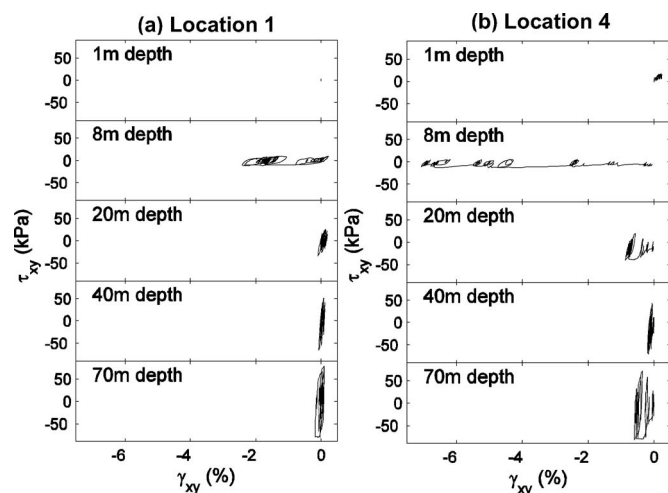 (a) Location 1
(b) Location 4
1m depth
50
0
-50
8m depth
50
0
-50
20m depth
50
0
-50
40m depth
50
0
-50
70m depth
50
0
-50
τxy (kPa)
-6 -4 -2 0
γxy (%)
1m depth
50
0
-50
8m depth
50
0
-50
20m depth
50
0
-50
40m depth
50
0
-50
70m depth
50
0
-50
τxy (kPa)
-6 -4 -2 0
γxy (%)